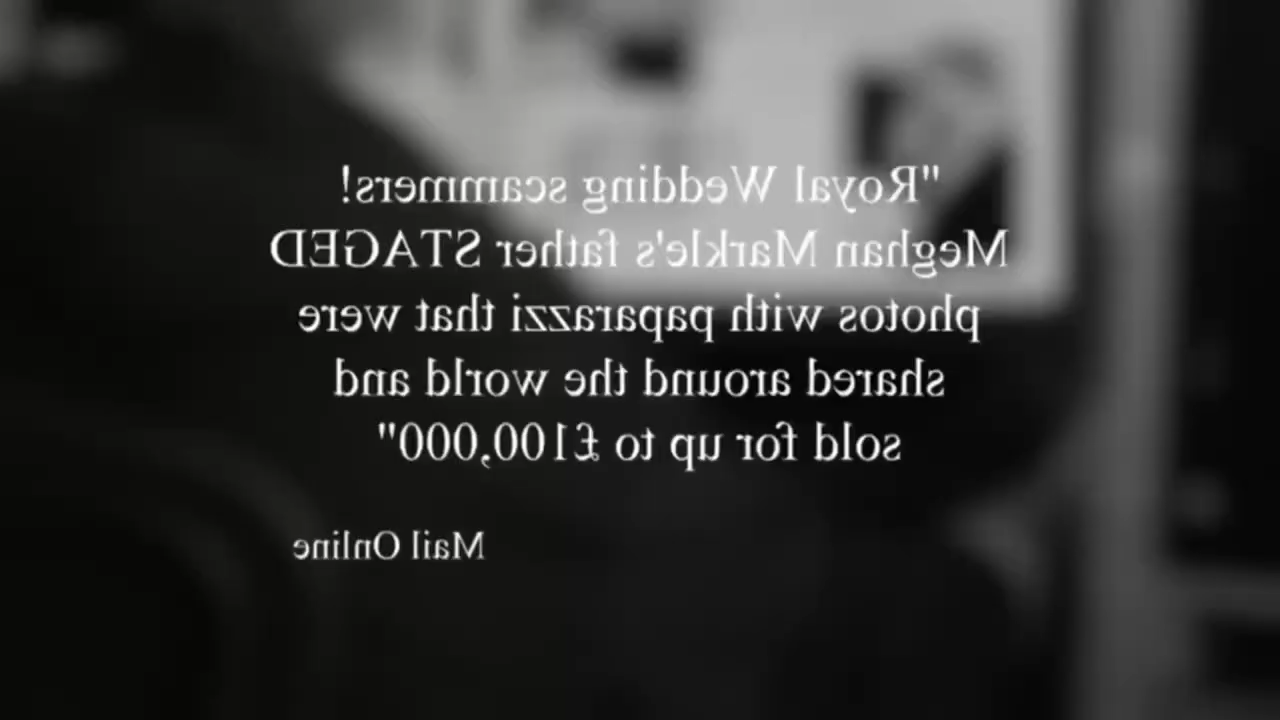 "Royal Wedding scammers!
Meghan Markle's father STAGED
photos with paparazzi that were
shared around the world and
sold for up to £100,000"
Mail Online